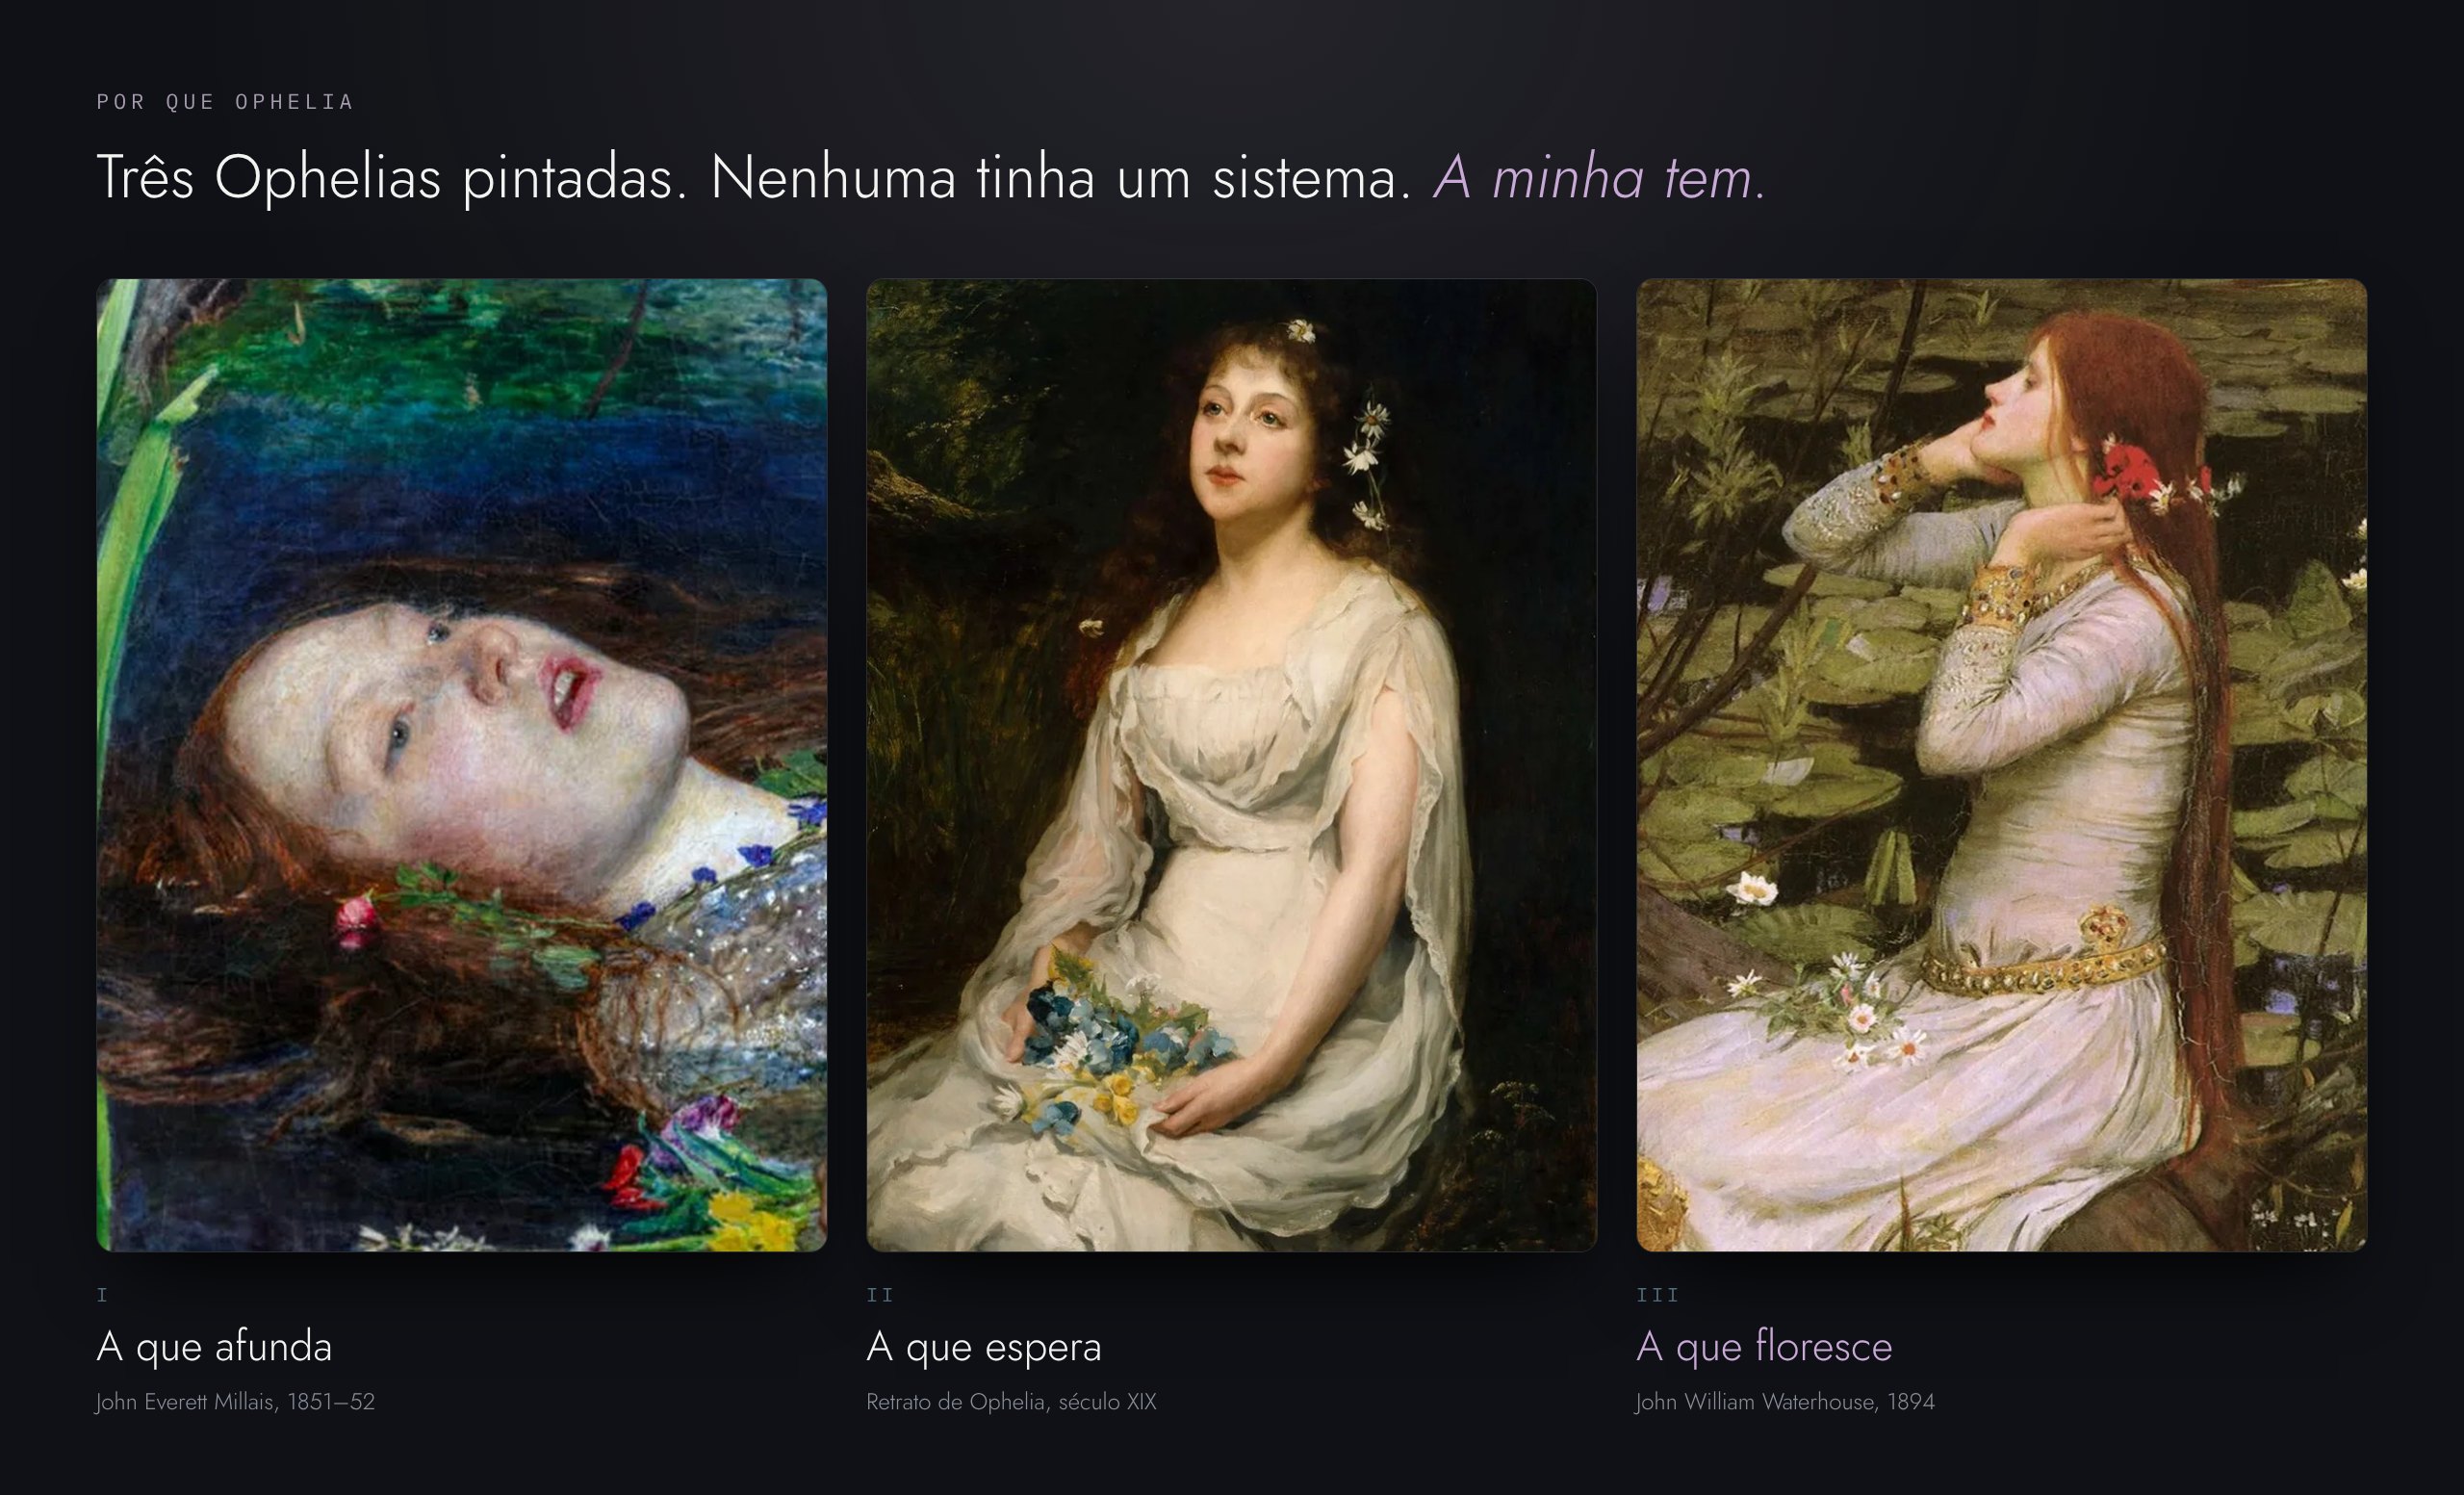 POR QUE OPHELIA
Três Ophelias pintadas. Nenhuma tinha um sistema. A minha tem.
I
A que afunda
John Everett Millais, 1851–52
II
A que espera
Retrato de Ophelia, século XIX
III
A que floresce
John William Waterhouse, 1894